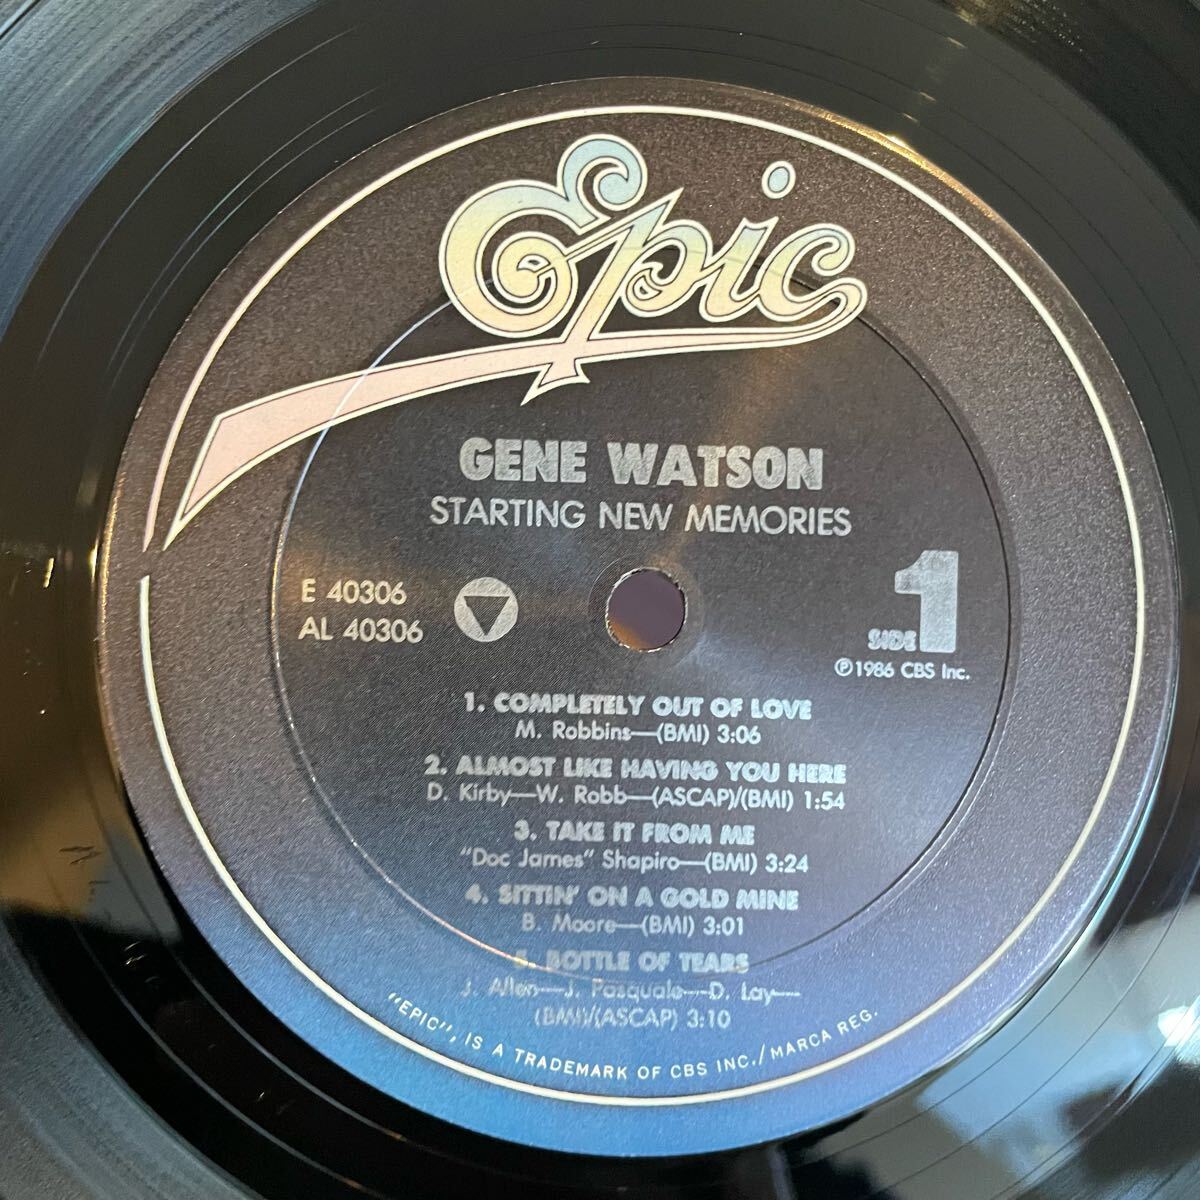 Epic
GENE WATSON
STARTING NEW MEMORIES
E 40306
AL 40306
SIDE 1
℗1986 CBS Inc.
1. COMPLETELY OUT OF LOVE
M. Robbins—(BMI) 3:06
2. ALMOST LIKE HAVING YOU HERE
D. Kirby—W. Robb—(ASCAP)/(BMI) 1:54
3. TAKE IT FROM ME
"Doc James" Shapiro—(BMI) 3:24
4. SITTIN' ON A GOLD MINE
B. Moore—(BMI) 3:01
5. BOTTLE OF TEARS
J. Allen—J. Pasquale—D. Lay—
(BMI)/(ASCAP) 3:10
"EPIC", IS A TRADEMARK OF CBS INC./MARCA REG.